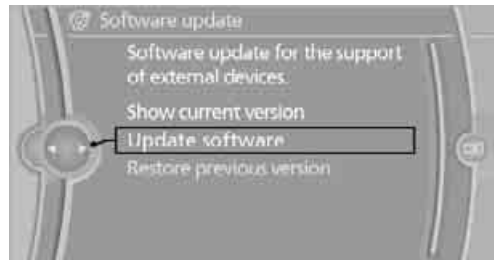 Software update
Software update for the support
of external devices.
Show current version
Update software
Restore previous version